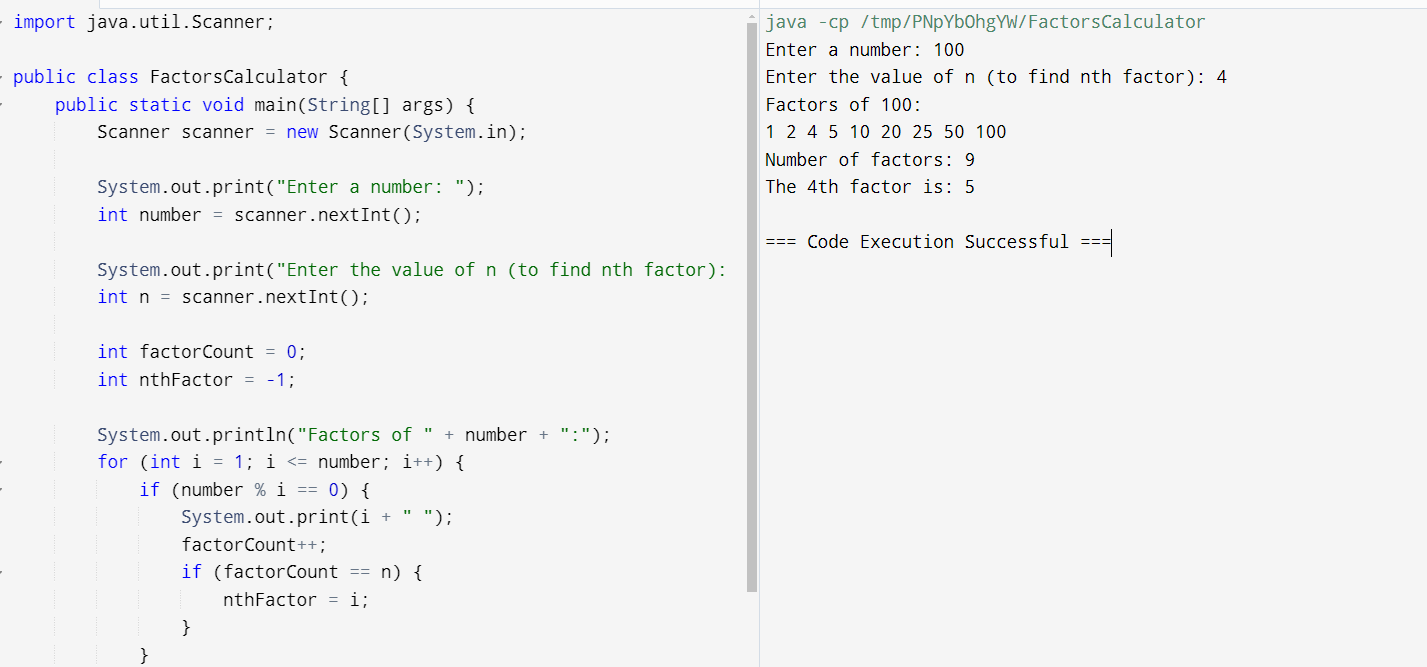 import java.util.Scanner;
public class FactorsCalculator {
public static void main(String[] args) {
Scanner scanner = new Scanner(System.in);
System.out.print("Enter a number: ");
int number = scanner.nextInt();
System.out.print("Enter the value of n (to find nth factor):
int n = scanner.nextInt();
int factorCount = 0;
int nthFactor = -1;
System.out.println("Factors of " + number + ":");
for (int i = 1; i <= number; i++) {
if (number % i == 0) {
System.out.print(i + " ");
factorCount++;
if (factorCount == n) {
nthFactor = i;
}
}
java -cp /tmp/PNpYbOhgYW/FactorsCalculator
Enter a number: 100
Enter the value of n (to find nth factor): 4
Factors of 100:
1 2 4 5 10 20 25 50 100
Number of factors: 9
The 4th factor is: 5
=== Code Execution Successful ===